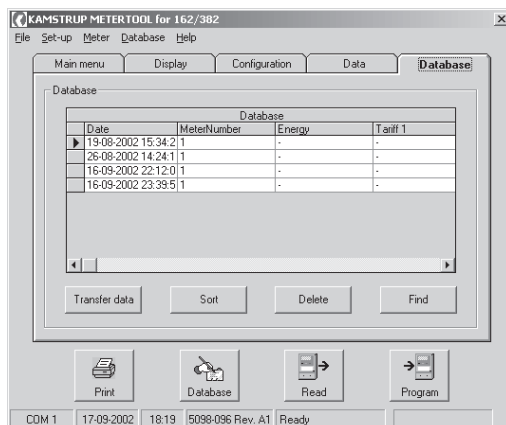 KAMSTRUP METERTOOL for 162/382
File Set-up Meter Database Help
Main menu Display Configuration Data Database
Database
Database
Date MeterNumber Energy Tariff 1
19-08-2002 15:34:2 1 - -
26-08-2002 14:24:1 1 - -
16-09-2002 22:12:0 1 - -
16-09-2002 23:39:5 1 - -
Transfer data Sort Delete Find
Print Database Read Program
COM 1 17-09-2002 18:19 5098-096 Rev. A1 Ready